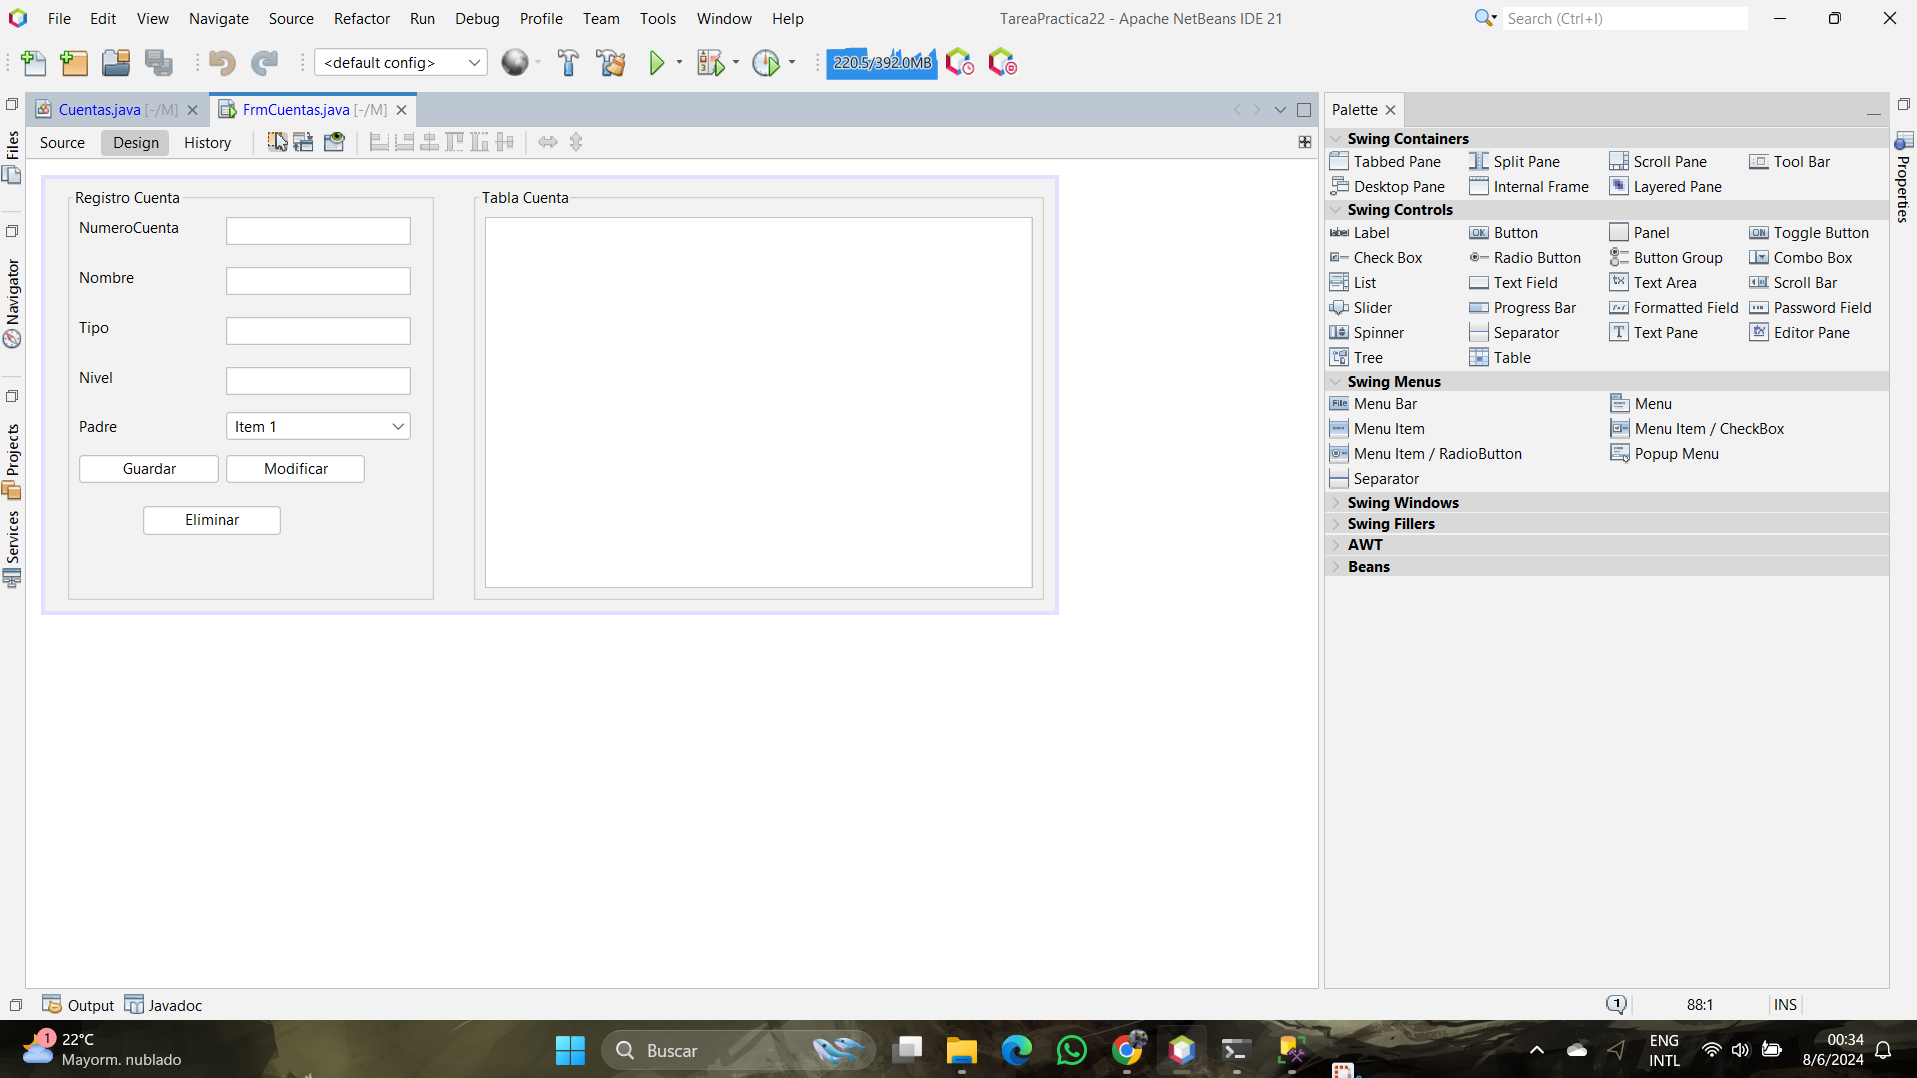 File Edit View Navigate Source Refactor Run Debug Profile Team Tools Window Help
TareaPractica22 - Apache NetBeans IDE 21
Search (Ctrl+I)
<default config>
220.5/392.0MB
Cuentas.java [-/M]
FrmCuentas.java [-/M]
Source Design History
Files
Navigator
Projects
Services
Registro Cuenta
NumeroCuenta
Nombre
Tipo
Nivel
Padre
Item 1
Guardar
Modificar
Eliminar
Tabla Cuenta
Palette
Swing Containers
Tabbed Pane Split Pane Scroll Pane Tool Bar
Desktop Pane Internal Frame Layered Pane
Swing Controls
label Label OK Button Panel ON Toggle Button
Check Box Radio Button Button Group Combo Box
List Text Field Text Area Scroll Bar
Slider Progress Bar Formatted Field Password Field
Spinner Separator Text Pane Editor Pane
Tree Table
Swing Menus
File Menu Bar Menu
Menu Item Menu Item / CheckBox
Menu Item / RadioButton Popup Menu
Separator
Swing Windows
Swing Fillers
AWT
Beans
Properties
Output Javadoc
1
88:1
INS
1
22°C
Mayorm. nublado
Buscar
ENG
INTL
00:34
8/6/2024